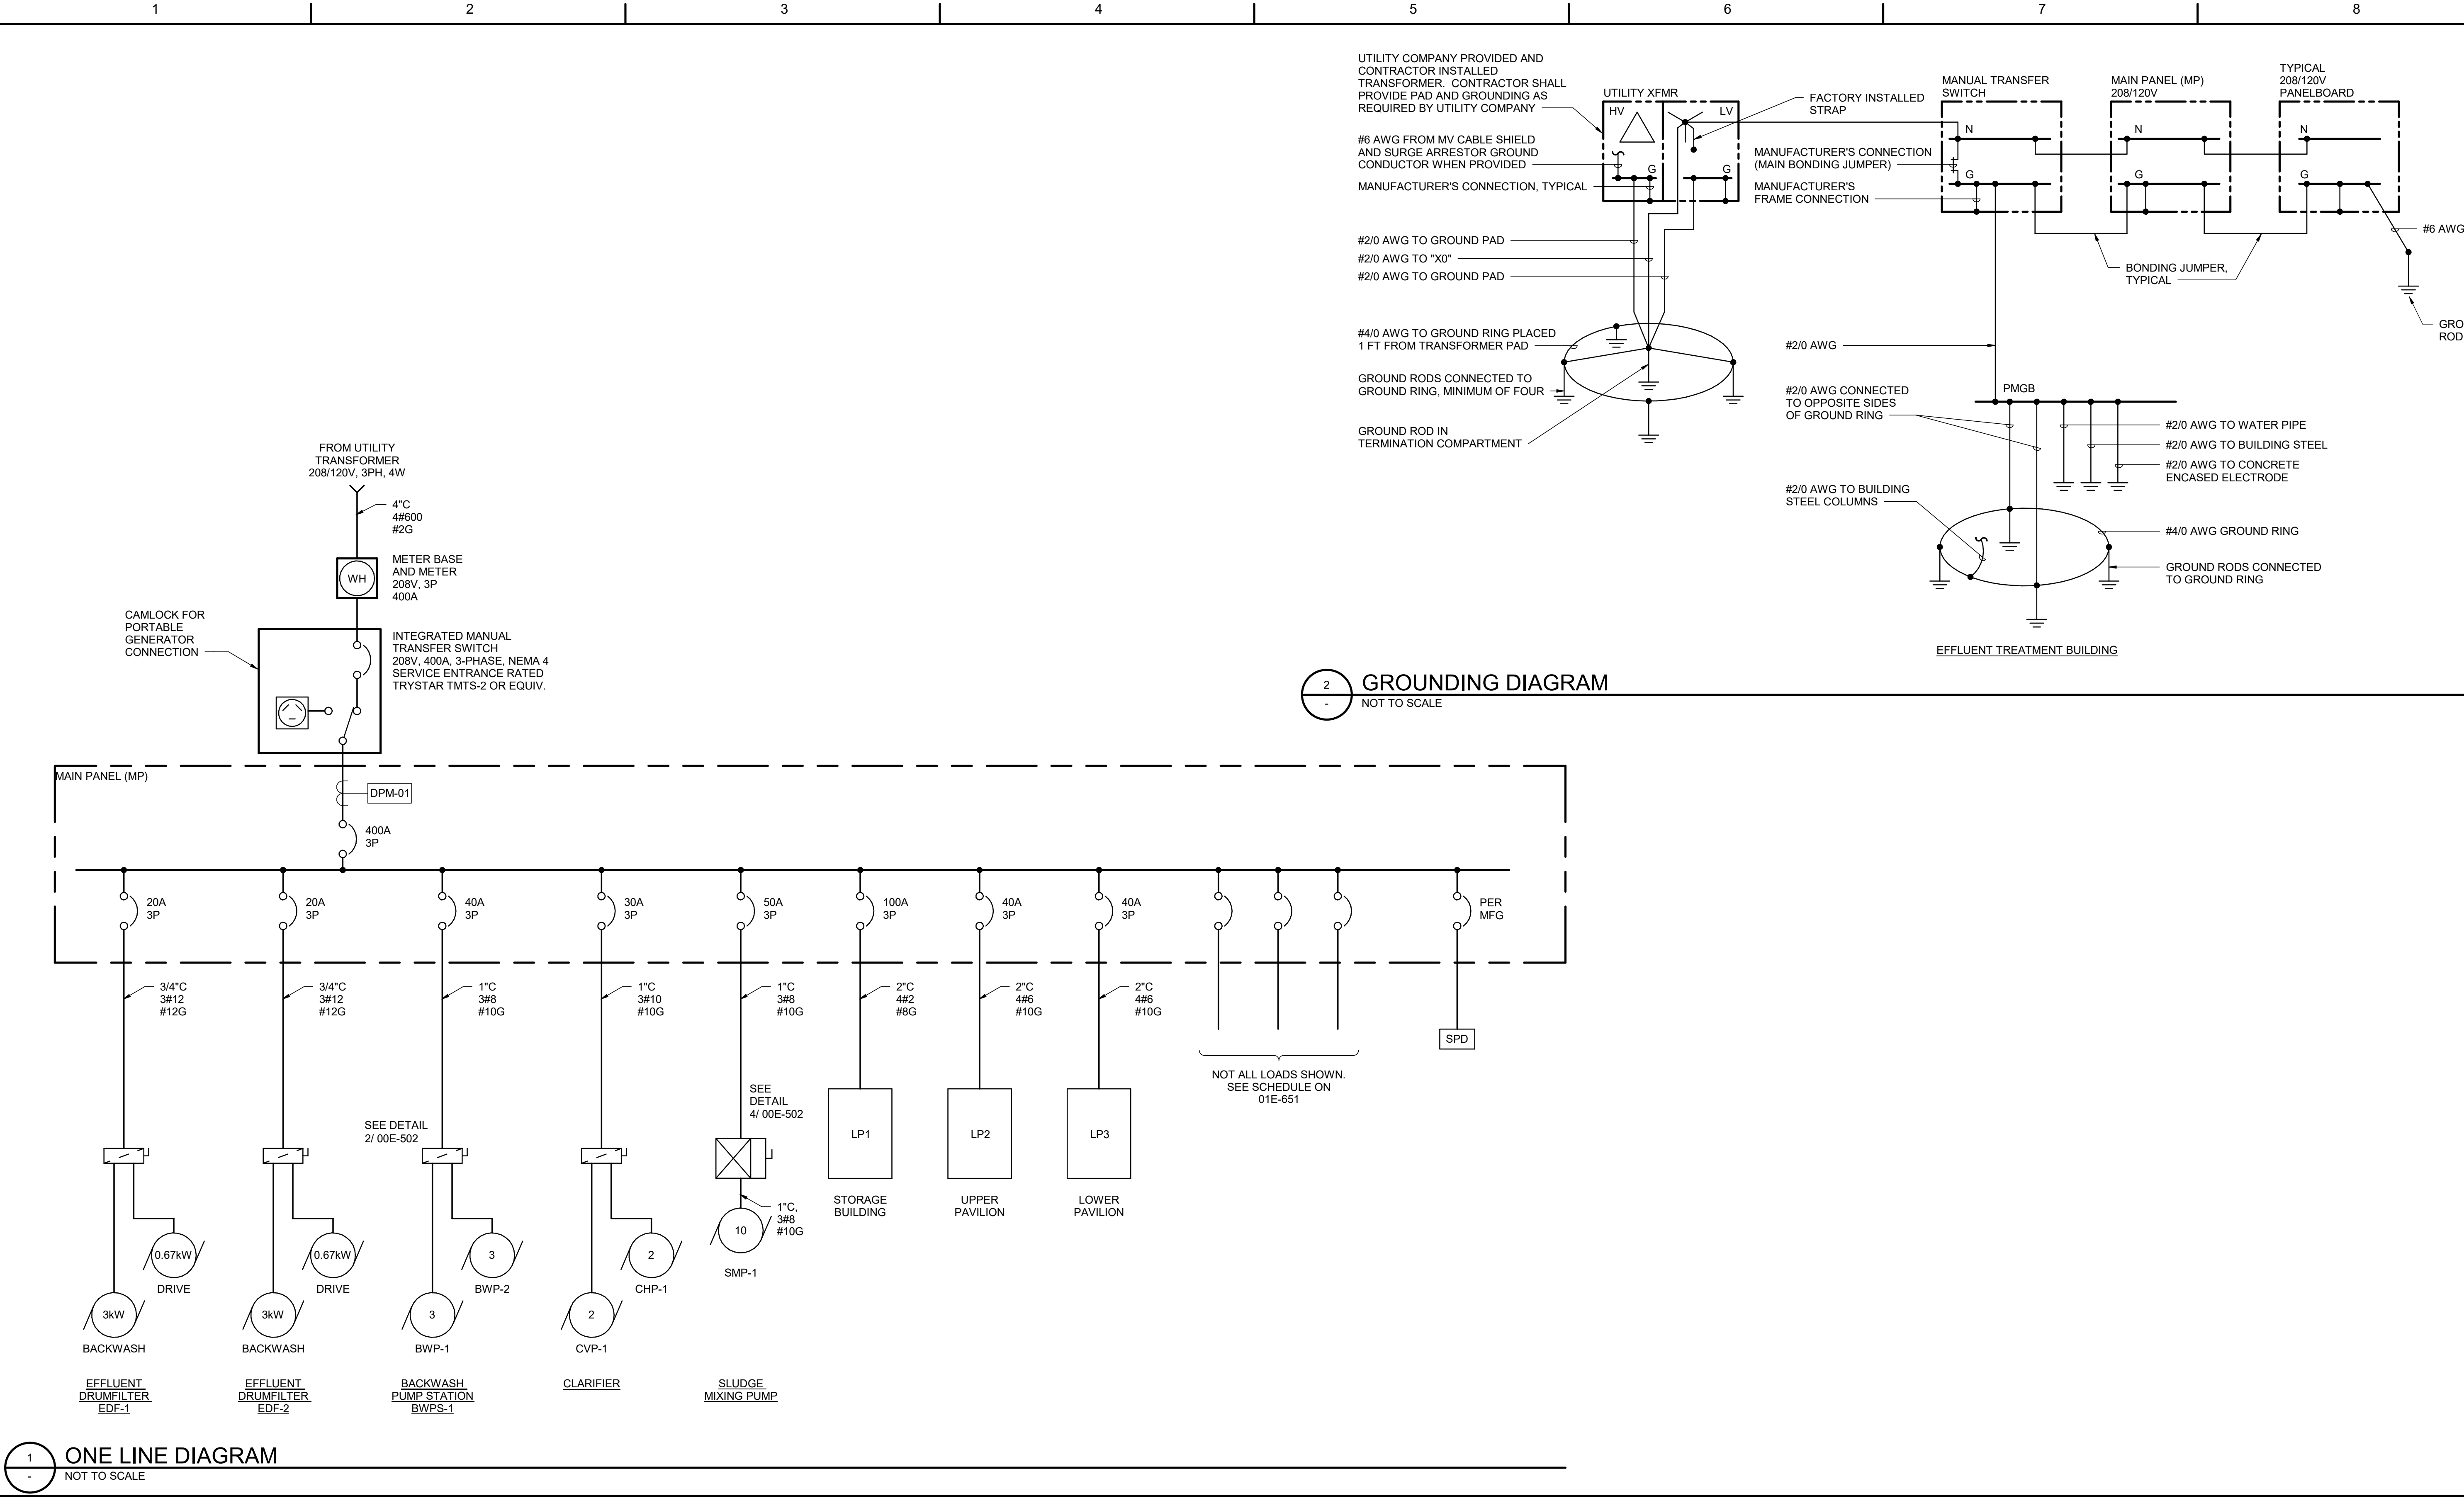 1
2
3
4
5
6
7
8
UTILITY COMPANY PROVIDED AND
CONTRACTOR INSTALLED
TRANSFORMER. CONTRACTOR SHALL
PROVIDE PAD AND GROUNDING AS
REQUIRED BY UTILITY COMPANY
#6 AWG FROM MV CABLE SHIELD
AND SURGE ARRESTOR GROUND
CONDUCTOR WHEN PROVIDED
MANUFACTURER'S CONNECTION, TYPICAL
#2/0 AWG TO GROUND PAD
#2/0 AWG TO "X0"
#2/0 AWG TO GROUND PAD
#4/0 AWG TO GROUND RING PLACED
1 FT FROM TRANSFORMER PAD
GROUND RODS CONNECTED TO
GROUND RING, MINIMUM OF FOUR
GROUND ROD IN
TERMINATION COMPARTMENT
UTILITY XFMR
HV
LV
G
G
FACTORY INSTALLED
STRAP
MANUFACTURER'S CONNECTION
(MAIN BONDING JUMPER)
MANUFACTURER'S
FRAME CONNECTION
MANUAL TRANSFER
SWITCH
N
G
MAIN PANEL (MP)
208/120V
N
G
TYPICAL
208/120V
PANELBOARD
N
G
#6 AWG
BONDING JUMPER,
TYPICAL
GRO
ROD
#2/0 AWG
#2/0 AWG CONNECTED
TO OPPOSITE SIDES
OF GROUND RING
PMGB
#2/0 AWG TO WATER PIPE
#2/0 AWG TO BUILDING STEEL
#2/0 AWG TO CONCRETE
ENCASED ELECTRODE
#2/0 AWG TO BUILDING
STEEL COLUMNS
#4/0 AWG GROUND RING
GROUND RODS CONNECTED
TO GROUND RING
EFFLUENT TREATMENT BUILDING
2
-
GROUNDING DIAGRAM
NOT TO SCALE
FROM UTILITY
TRANSFORMER
208/120V, 3PH, 4W
4"C
4#600
#2G
WH
METER BASE
AND METER
208V, 3P
400A
CAMLOCK FOR
PORTABLE
GENERATOR
CONNECTION
INTEGRATED MANUAL
TRANSFER SWITCH
208V, 400A, 3-PHASE, NEMA 4
SERVICE ENTRANCE RATED
TRYSTAR TMTS-2 OR EQUIV.
MAIN PANEL (MP)
DPM-01
400A
3P
20A
3P
20A
3P
40A
3P
30A
3P
50A
3P
100A
3P
40A
3P
40A
3P
PER
MFG
3/4"C
3#12
#12G
3/4"C
3#12
#12G
1"C
3#8
#10G
1"C
3#10
#10G
1"C
3#8
#10G
2"C
4#2
#8G
2"C
4#6
#10G
2"C
4#6
#10G
SPD
NOT ALL LOADS SHOWN.
SEE SCHEDULE ON
01E-651
SEE DETAIL
2/ 00E-502
SEE
DETAIL
4/ 00E-502
LP1
LP2
LP3
STORAGE
BUILDING
UPPER
PAVILION
LOWER
PAVILION
1"C,
3#8
#10G
0.67kW
DRIVE
3kW
BACKWASH
0.67kW
DRIVE
3kW
BACKWASH
3
BWP-2
3
BWP-1
2
CHP-1
2
CVP-1
10
SMP-1
EFFLUENT
DRUMFILTER
EDF-1
EFFLUENT
DRUMFILTER
EDF-2
BACKWASH
PUMP STATION
BWPS-1
CLARIFIER
SLUDGE
MIXING PUMP
1
-
ONE LINE DIAGRAM
NOT TO SCALE